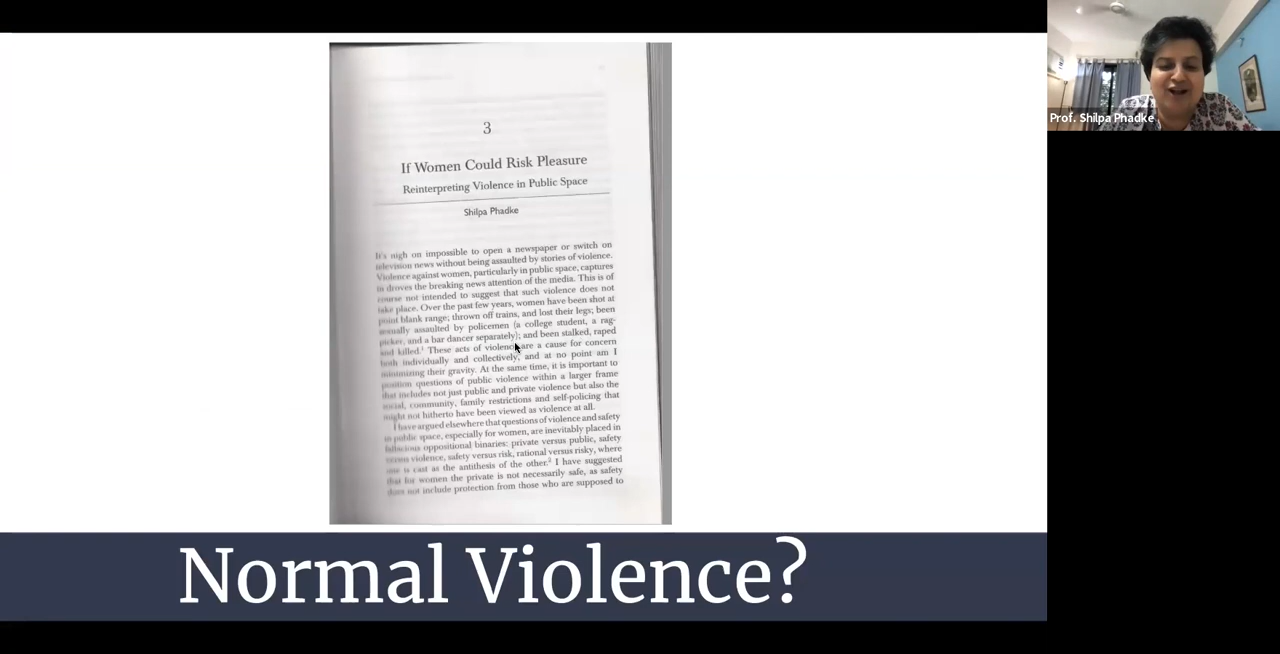 3
If Women Could Risk Pleasure
Reinterpreting Violence in Public Space
Shilpa Phadke
It's nigh on impossible to open a newspaper or switch on
television news without being assaulted by stories of violence.
Violence against women, particularly in public space, captures
in droves the breaking news attention of the media. This is of
course not intended to suggest that such violence does not
take place. Over the past few years, women have been shot at
point blank range; thrown off trains, and lost their legs; been
sexually assaulted by policemen (a college student, a rag-
picker, and a bar dancer separately); and been stalked, raped
and killed.¹ These acts of violence are a cause for concern
both individually and collectively, and at no point am I
minimizing their gravity. At the same time, it is important to
position questions of public violence within a larger frame
that includes not just public and private violence but also the
social, community, family restrictions and self-policing that
might not hitherto have been viewed as violence at all.
I have argued elsewhere that questions of violence and safety
in public space, especially for women, are inevitably placed in
fallacious oppositional binaries: private versus public, safety
versus violence, safety versus risk, rational versus risky, where
one is cast as the antithesis of the other.² I have suggested
that for women the private is not necessarily safe, as safety
does not include protection from those who are supposed to
Normal Violence?
Prof. Shilpa Phadke